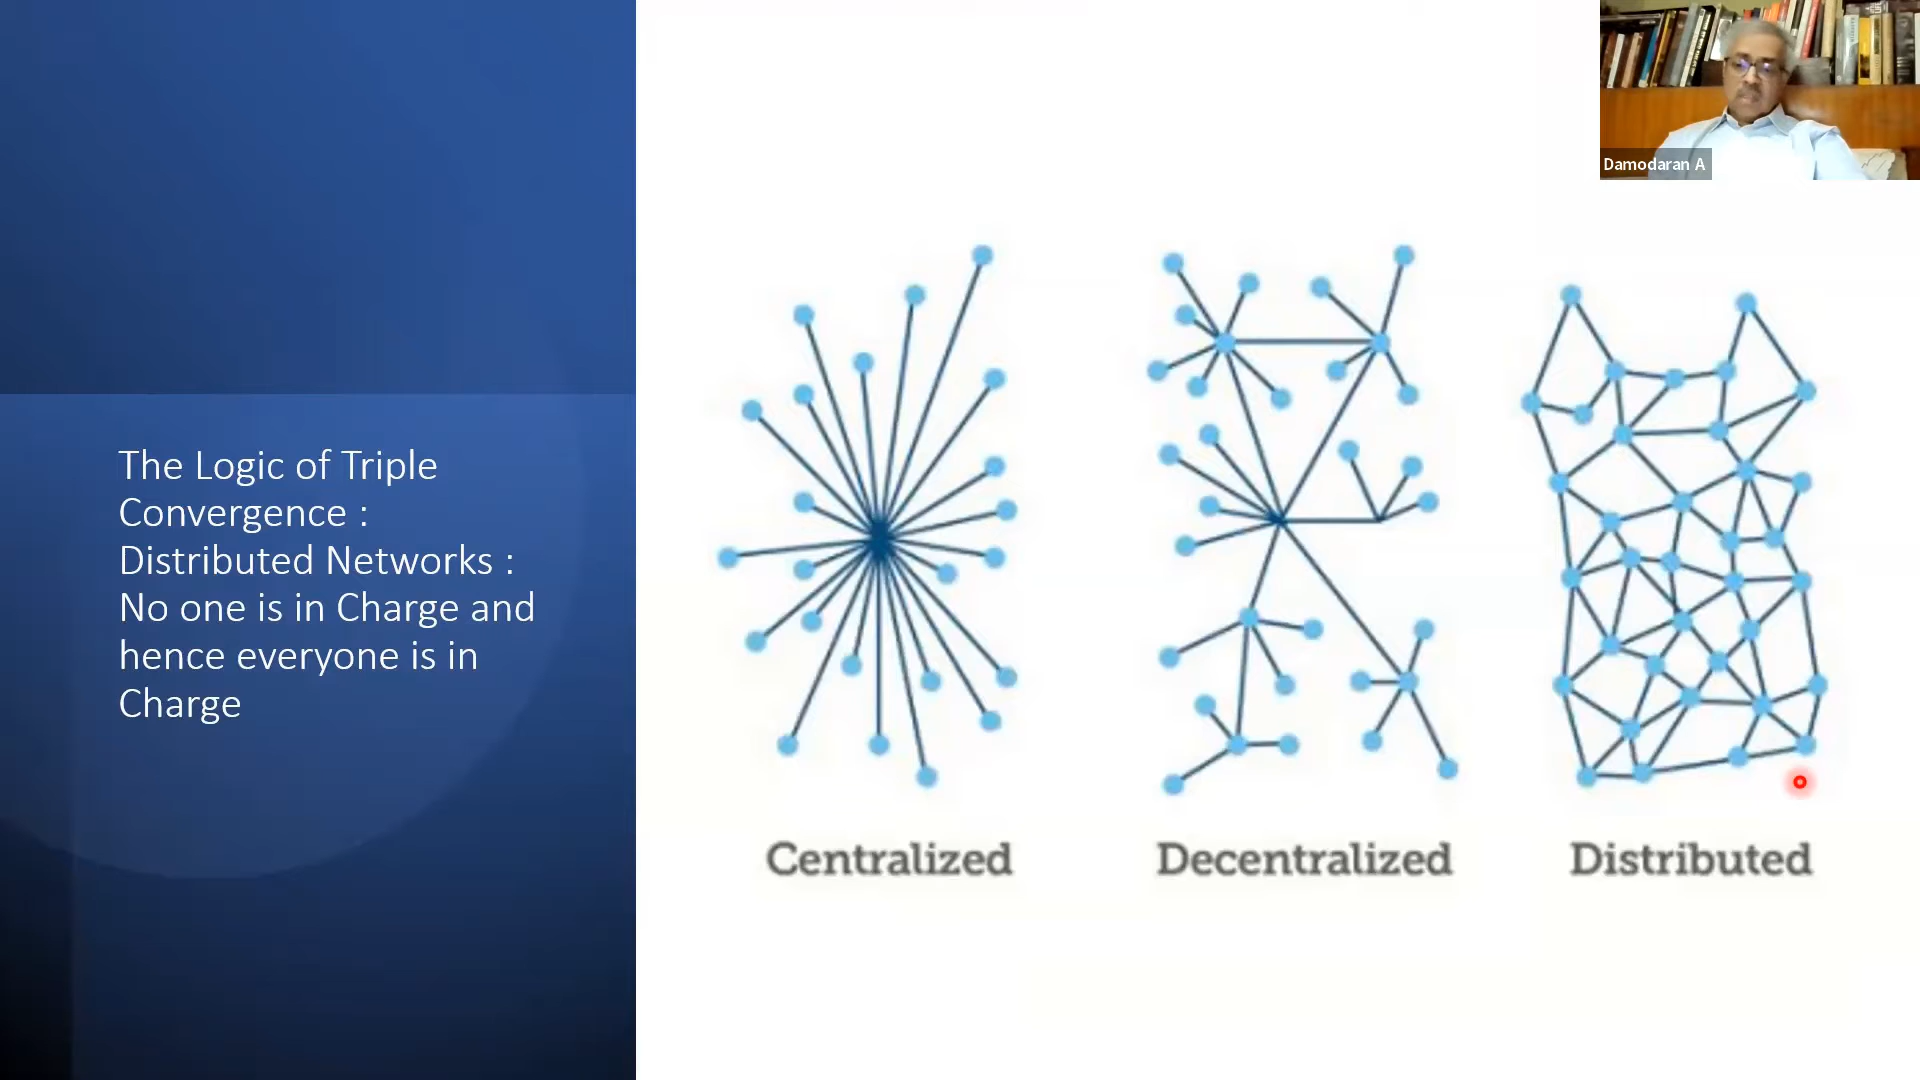 Damodaran A
The Logic of Triple
Convergence :
Distributed Networks :
No one is in Charge and
hence everyone is in
Charge
Centralized
Decentralized
Distributed